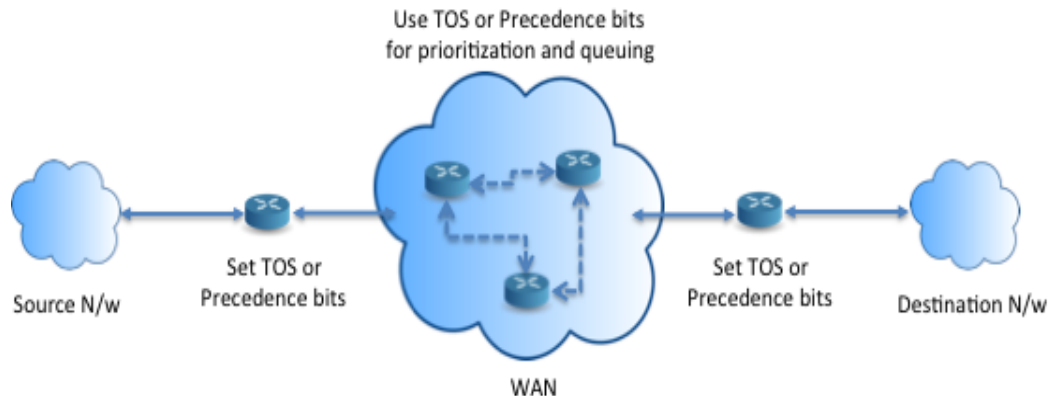 Use TOS or Precedence bits
for prioritization and queuing
Set TOS or
Precedence bits
Set TOS or
Precedence bits
Source N/w
Destination N/w
WAN